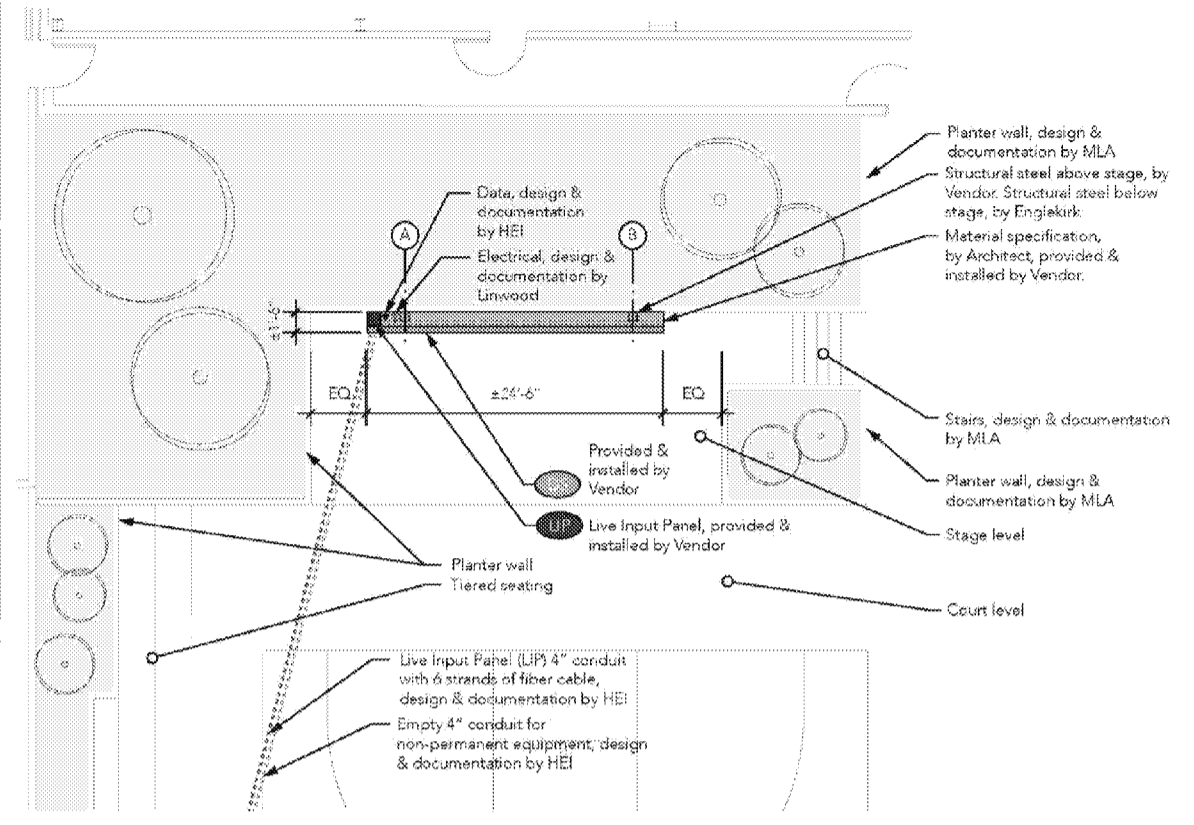 Planter wall, design &
documentation by MLA
Structural steel above stage, by
Vendor. Structural steel below
stage, by Englekirk.
Material specification,
by Architect, provided &
installed by Vendor.
Data, design &
documentation
by HEI
A
B
Electrical, design &
documentation by
Linwood
±1'-6"
EQ
±24'-6"
EQ
Stairs, design & documentation
by MLA
Provided &
installed by
Vendor
Planter wall, design &
documentation by MLA
LIP
Live Input Panel, provided &
installed by Vendor
Stage level
Planter wall
Tiered seating
Court level
Live Input Panel (LIP) 4" conduit
with 6 strands of fiber cable,
design & documentation by HEI
Empty 4" conduit for
non-permanent equipment, design
& documentation by HEI